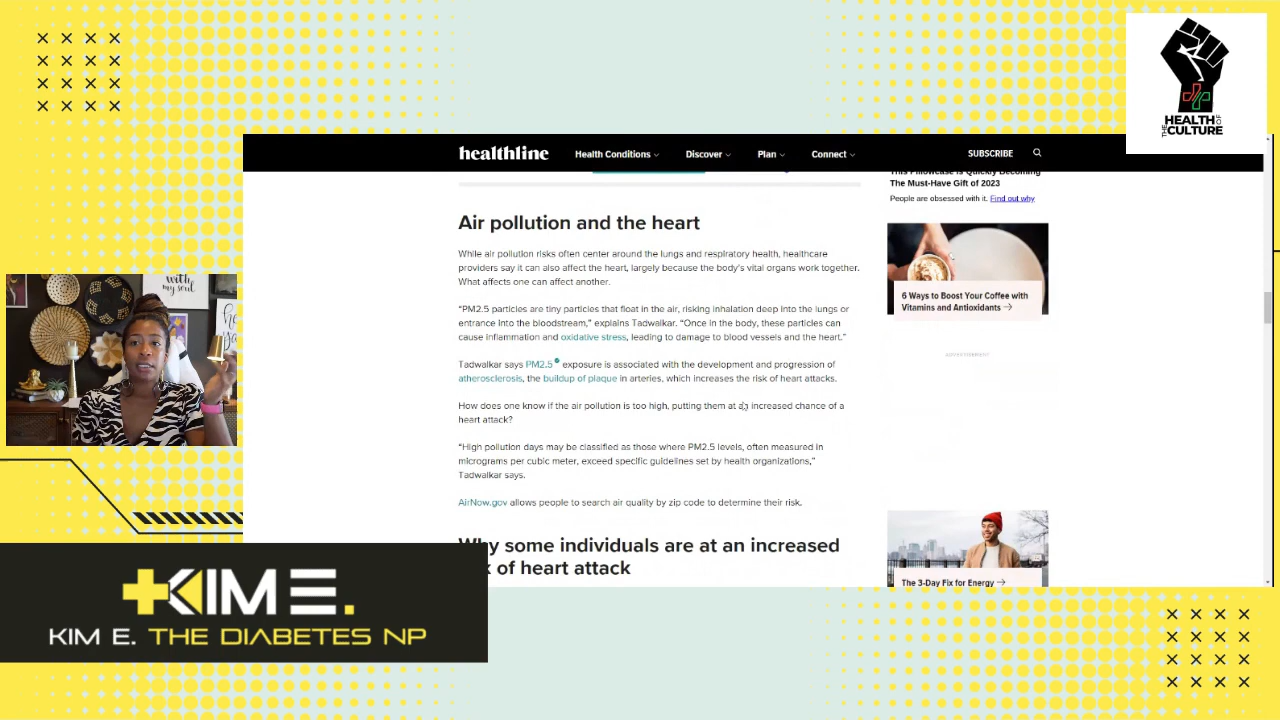 THE HEALTH OF CULTURE
healthline
Health Conditions
Discover
Plan
Connect
SUBSCRIBE
This Pillowcase Is Quickly Becoming
The Must-Have Gift of 2023
People are obsessed with it. Find out why
Air pollution and the heart
While air pollution risks often center around the lungs and respiratory health, healthcare
providers say it can also affect the heart, largely because the body's vital organs work together.
What affects one can affect another.
“PM2.5 particles are tiny particles that float in the air, risking inhalation deep into the lungs or
entrance into the bloodstream,” explains Tadwalkar. “Once in the body, these particles can
cause inflammation and oxidative stress, leading to damage to blood vessels and the heart.”
Tadwalkar says PM2.5 exposure is associated with the development and progression of
atherosclerosis, the buildup of plaque in arteries, which increases the risk of heart attacks.
How does one know if the air pollution is too high, putting them at an increased chance of a
heart attack?
“High pollution days may be classified as those where PM2.5 levels, often measured in
micrograms per cubic meter, exceed specific guidelines set by health organizations,”
Tadwalkar says.
AirNow.gov allows people to search air quality by zip code to determine their risk.
Why some individuals are at an increased
of heart attack
6 Ways to Boost Your Coffee with
Vitamins and Antioxidants →
ADVERTISEMENT
The 3-Day Fix for Energy →
with
my soul
KIM E.
KIM E. THE DIABETES NP